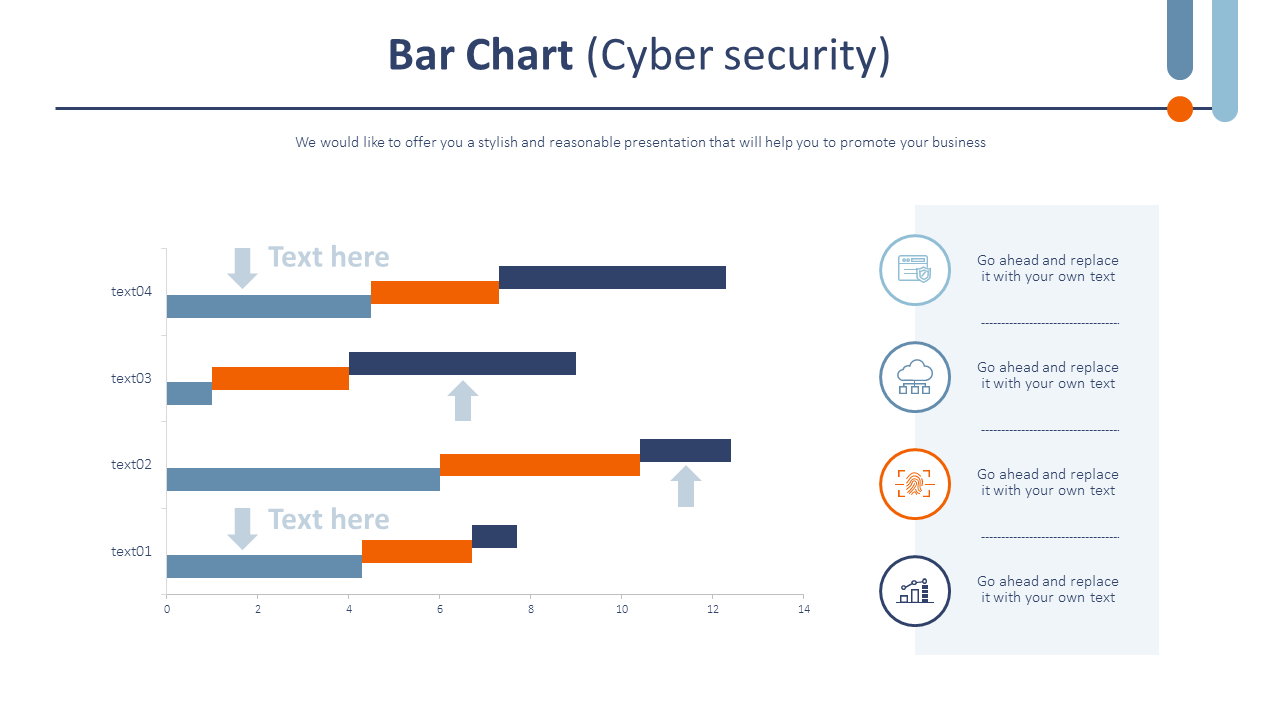 Bar Chart (Cyber security)
We would like to offer you a stylish and reasonable presentation that will help you to promote your business
Text here
text04
text03
text02
Text here
text01
0 2 4 6 8 10 12 14
Go ahead and replace
it with your own text
Go ahead and replace
it with your own text
Go ahead and replace
it with your own text
Go ahead and replace
it with your own text